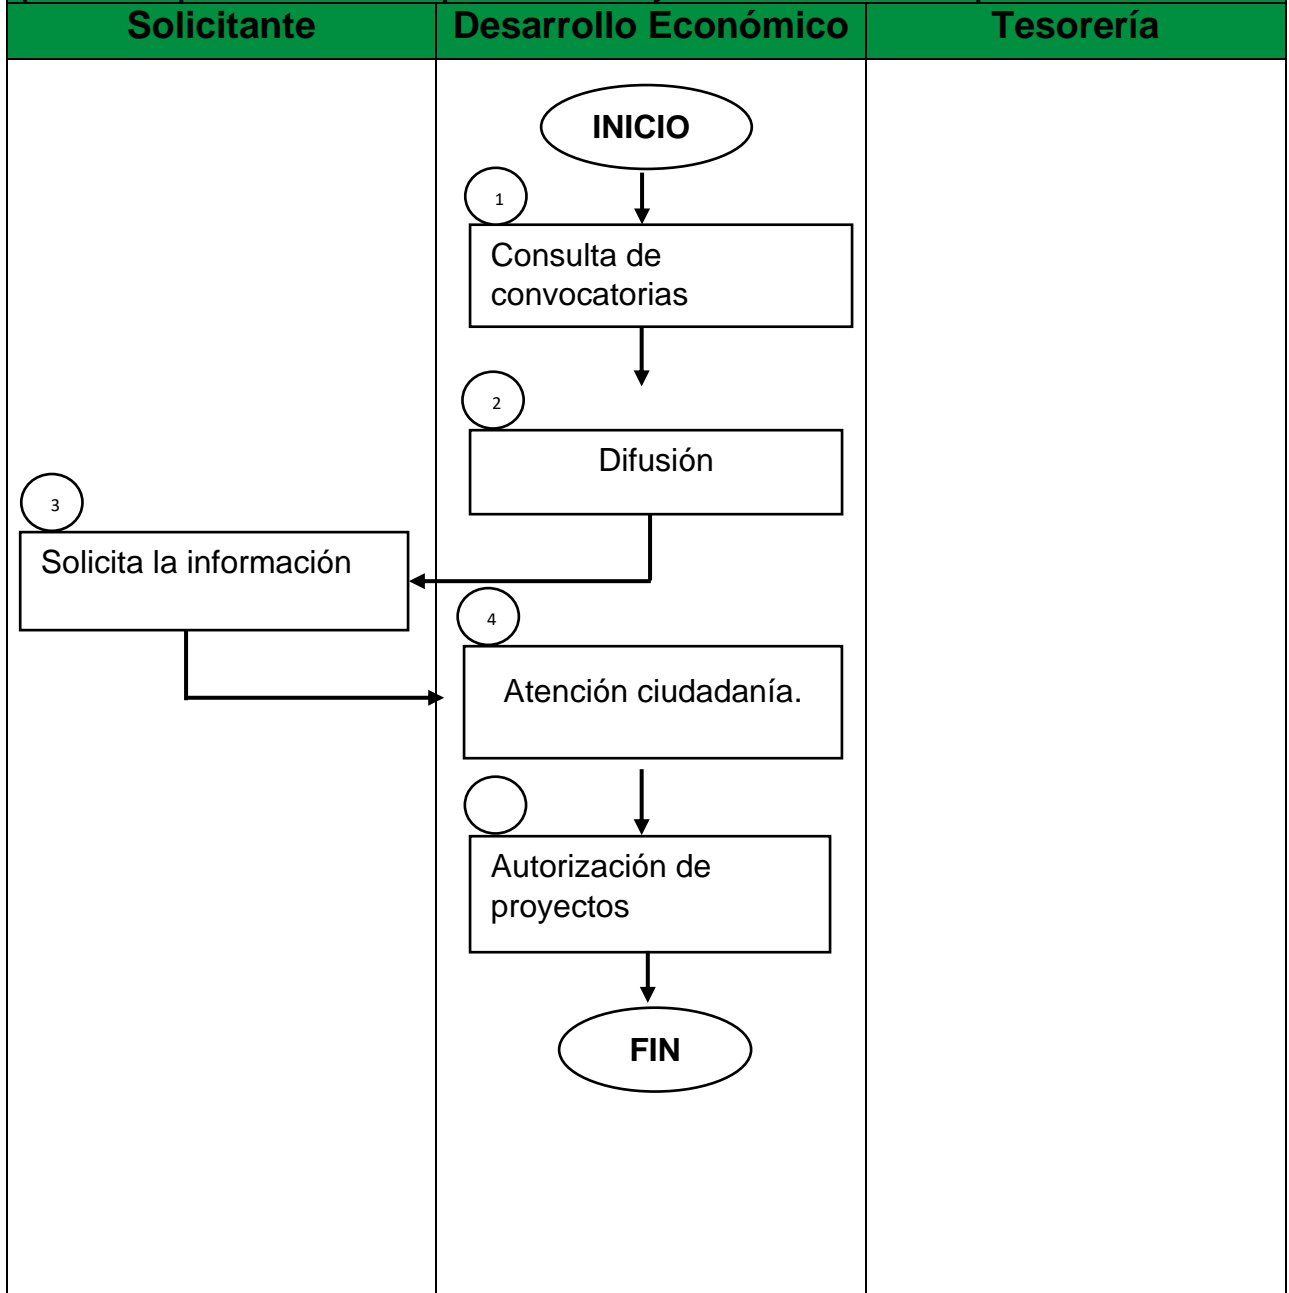 Solicitante
Desarrollo Económico
Tesorería
INICIO
1
Consulta de
convocatorias
2
Difusión
3
Solicita la información
4
Atención ciudadanía.
Autorización de
proyectos
FIN